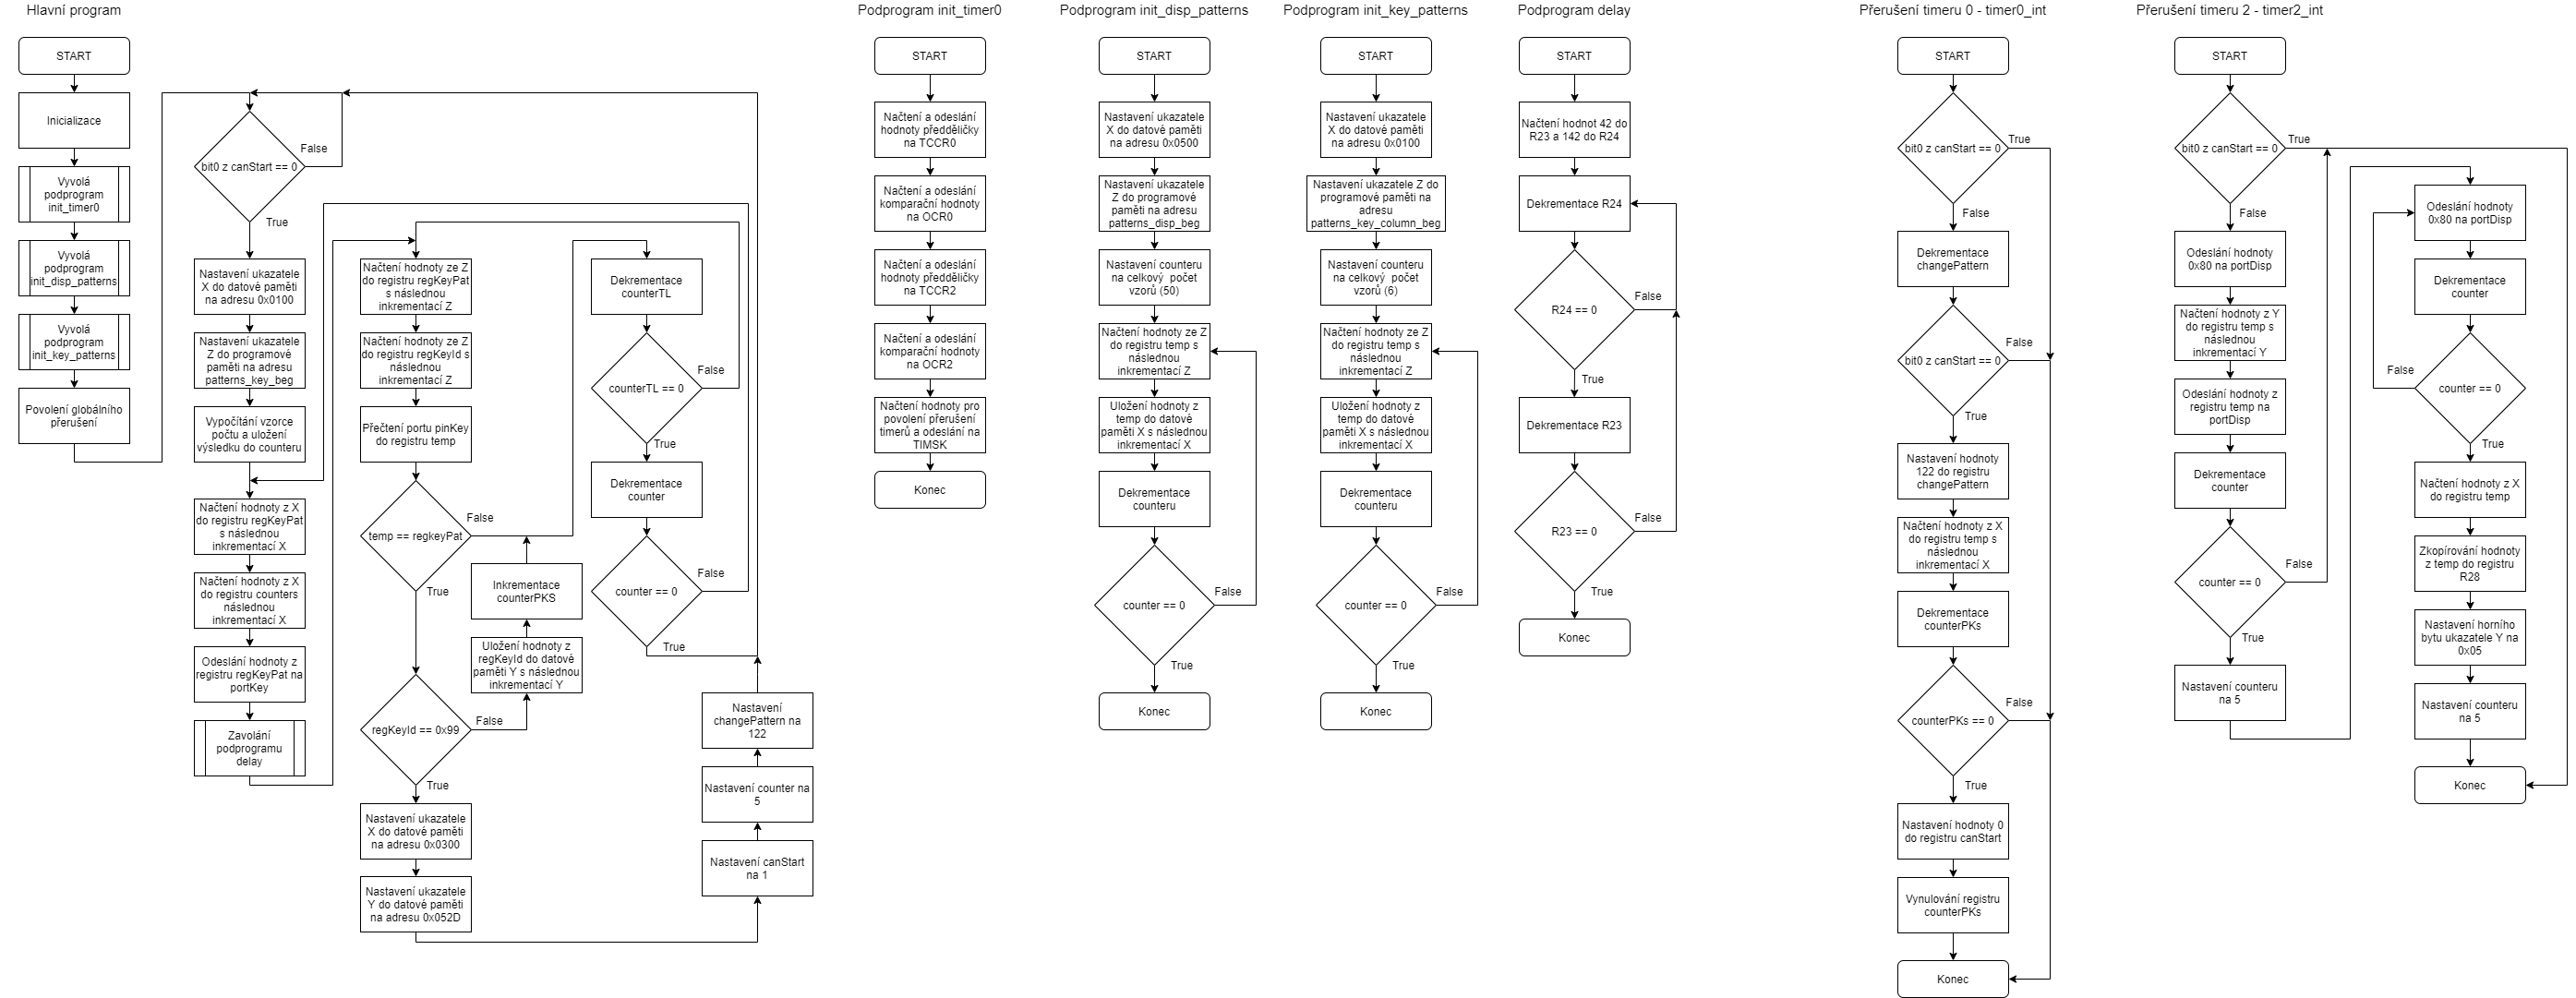 Hlavní program
START
Inicializace
Vyvolá
podprogram
init_timer0
Vyvolá
podprogram
init_disp_patterns
Vyvolá
podprogram
init_key_patterns
Povolení globálního
přerušení
bit0 z canStart == 0
False
True
Nastavení ukazatele
X do datové paměti
na adresu 0x0100
Nastavení ukazatele
Z do programové
paměti na adresu
patterns_key_beg
Vypočítání vzorce
počtu a uložení
výsledku do counteru
Načtení hodnoty z X
do registru regKeyPat
s následnou
inkrementací X
Načtení hodnoty z X
do registru counters
následnou
inkrementací X
Odeslání hodnoty z
registru regKeyPat na
portKey
Zavolání
podprogramu
delay
Načtení hodnoty ze Z
do registru regKeyPat
s následnou
inkrementací Z
Načtení hodnoty ze Z
do registru regKeyId s
následnou
inkrementací Z
Přečtení portu pinKey
do registru temp
temp == regkeyPat
False
True
regKeyId == 0x99
False
True
Nastavení ukazatele
X do datové paměti
na adresu 0x0300
Nastavení ukazatele
Y do datové paměti
na adresu 0x052D
Inkrementace
counterPKS
Uložení hodnoty z
regKeyId do datové
paměti Y s následnou
inkrementací Y
Dekrementace
counterTL
counterTL == 0
False
True
Dekrementace
counter
counter == 0
False
True
Nastavení
changePattern na
122
Nastavení counter na
5
Nastavení canStart
na 1
Podprogram init_timer0
START
Načtení a odeslání
hodnoty předděličky
na TCCR0
Načtení a odeslání
komparační hodnoty
na OCR0
Načtení a odeslání
hodnoty předděličky
na TCCR2
Načtení a odeslání
komparační hodnoty
na OCR2
Načtení hodnoty pro
povolení přerušení
timerů a odeslání na
TIMSK
Konec
Podprogram init_disp_patterns
START
Nastavení ukazatele
X do datové paměti
na adresu 0x0500
Nastavení ukazatele
Z do programové
paměti na adresu
patterns_disp_beg
Nastavení counteru
na celkový  počet
vzorů (50)
Načtení hodnoty ze Z
do registru temp s
následnou
inkrementací Z
Uložení hodnoty z
temp do datové
paměti X s následnou
inkrementací X
Dekrementace
counteru
counter == 0
False
True
Konec
Podprogram init_key_patterns
START
Nastavení ukazatele
X do datové paměti
na adresu 0x0100
Nastavení ukazatele Z do
programové paměti na
adresu
patterns_key_column_beg
Nastavení counteru
na celkový  počet
vzorů (6)
Načtení hodnoty ze Z
do registru temp s
následnou
inkrementací Z
Uložení hodnoty z
temp do datové
paměti X s následnou
inkrementací X
Dekrementace
counteru
counter == 0
False
True
Konec
Podprogram delay
START
Načtení hodnot 42 do
R23 a 142 do R24
Dekrementace R24
R24 == 0
False
True
Dekrementace R23
R23 == 0
False
True
Konec
Přerušení timeru 0 - timer0_int
START
bit0 z canStart == 0
True
False
Dekrementace
changePattern
bit0 z canStart == 0
False
True
Nastavení hodnoty
122 do registru
changePattern
Načtení hodnoty z X
do registru temp s
následnou
inkrementací X
Dekrementace
counterPKs
counterPKs == 0
False
True
Nastavení hodnoty 0
do registru canStart
Vynulování registru
counterPKs
Konec
Přerušení timeru 2 - timer2_int
START
bit0 z canStart == 0
True
False
Odeslání hodnoty
0x80 na portDisp
Načtení hodnoty z Y
do registru temp s
následnou
inkrementací Y
Odeslání hodnoty z
registru temp na
portDisp
Dekrementace
counter
counter == 0
False
True
Nastavení counteru
na 5
Odeslání hodnoty
0x80 na portDisp
Dekrementace
counter
counter == 0
False
True
Načtení hodnoty z X
do registru temp
Zkopírování hodnoty
z temp do registru
R28
Nastavení horního
bytu ukazatele Y na
0x05
Nastavení counteru
na 5
Konec